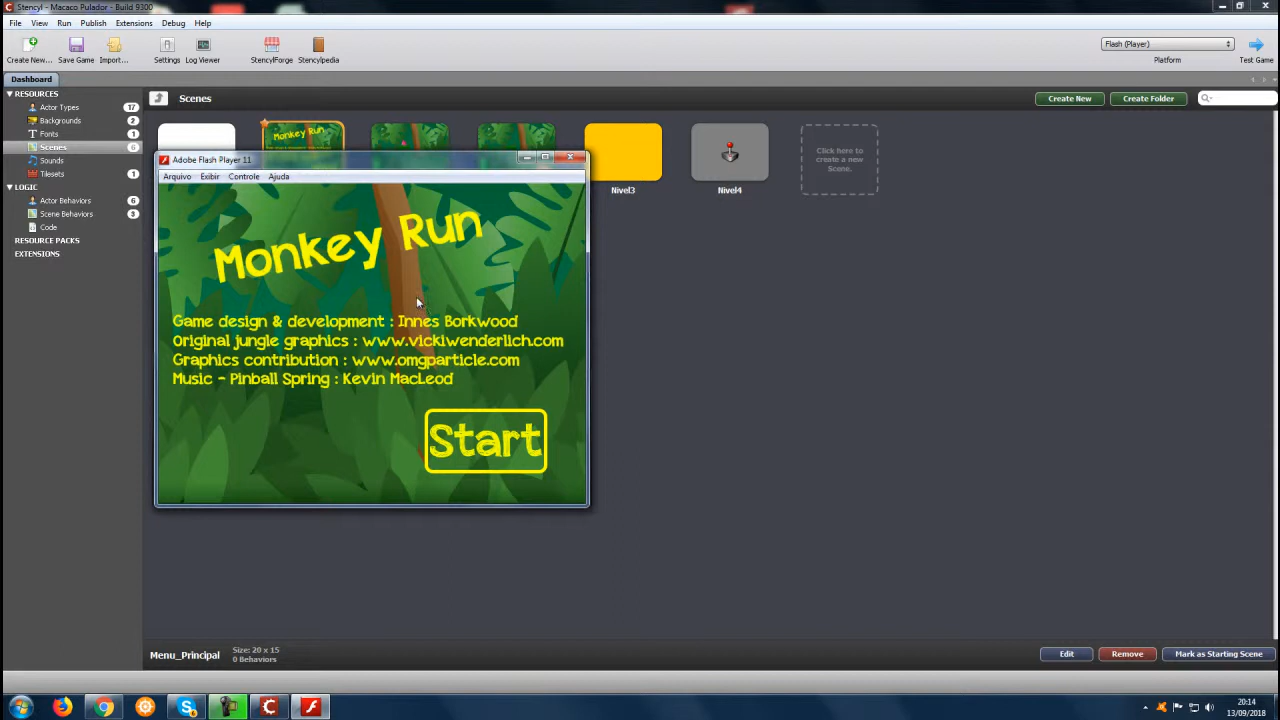 Stencyl - Macaco Pulador - Build 9300
File View Run Publish Extensions Debug Help
Create New... Save Game Import... Settings Log Viewer StencylForge Stencylpedia
Flash (Player)
Platform Test Game
Dashboard
RESOURCES
Actor Types 17
Backgrounds 2
Fonts 1
Scenes 6
Sounds
Tilesets 1
LOGIC
Actor Behaviors 6
Scene Behaviors 3
Code
RESOURCE PACKS
EXTENSIONS
Scenes
Create New Create Folder
Monkey Run
Nivel3
Nivel4
Click here to
create a new
Scene.
Adobe Flash Player 11
Arquivo Exibir Controle Ajuda
Monkey Run
Game design & development : Innes Borkwood
Original jungle graphics : www.vickiwenderlich.com
Graphics contribution : www.omgparticle.com
Music - Pinball Spring : Kevin MacLeod
Start
Menu_Principal
Size: 20 x 15
0 Behaviors
Edit Remove Mark as Starting Scene
20:14
13/09/2018